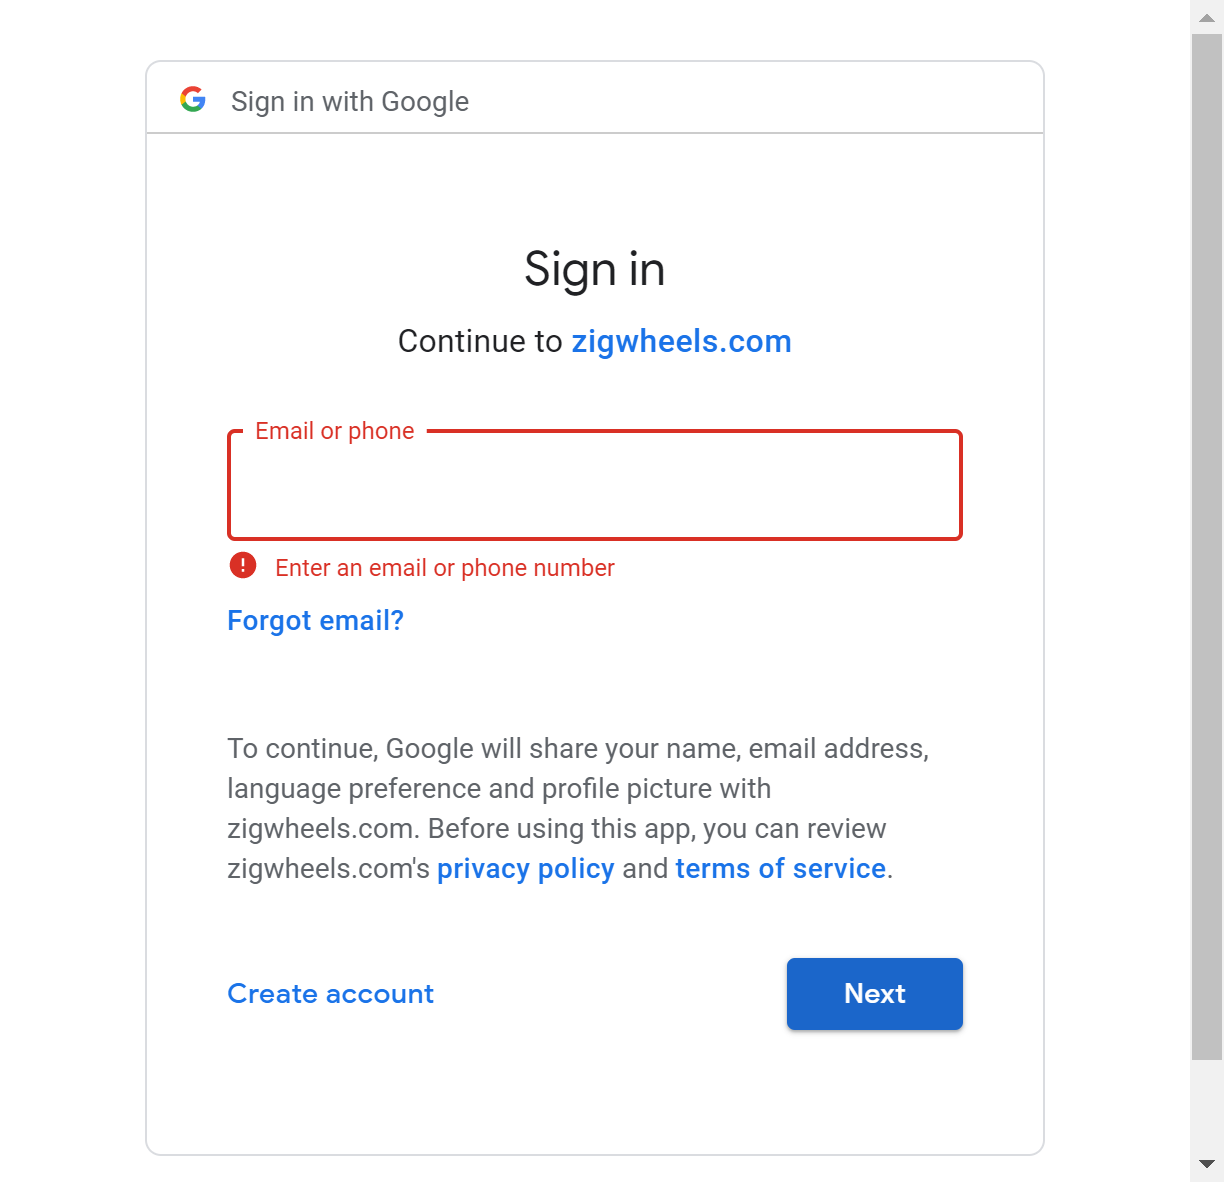 Sign in with Google
Sign in
Continue to zigwheels.com
Email or phone
Enter an email or phone number
Forgot email?
To continue, Google will share your name, email address,
language preference and profile picture with
zigwheels.com. Before using this app, you can review
zigwheels.com's privacy policy and terms of service.
Create account
Next